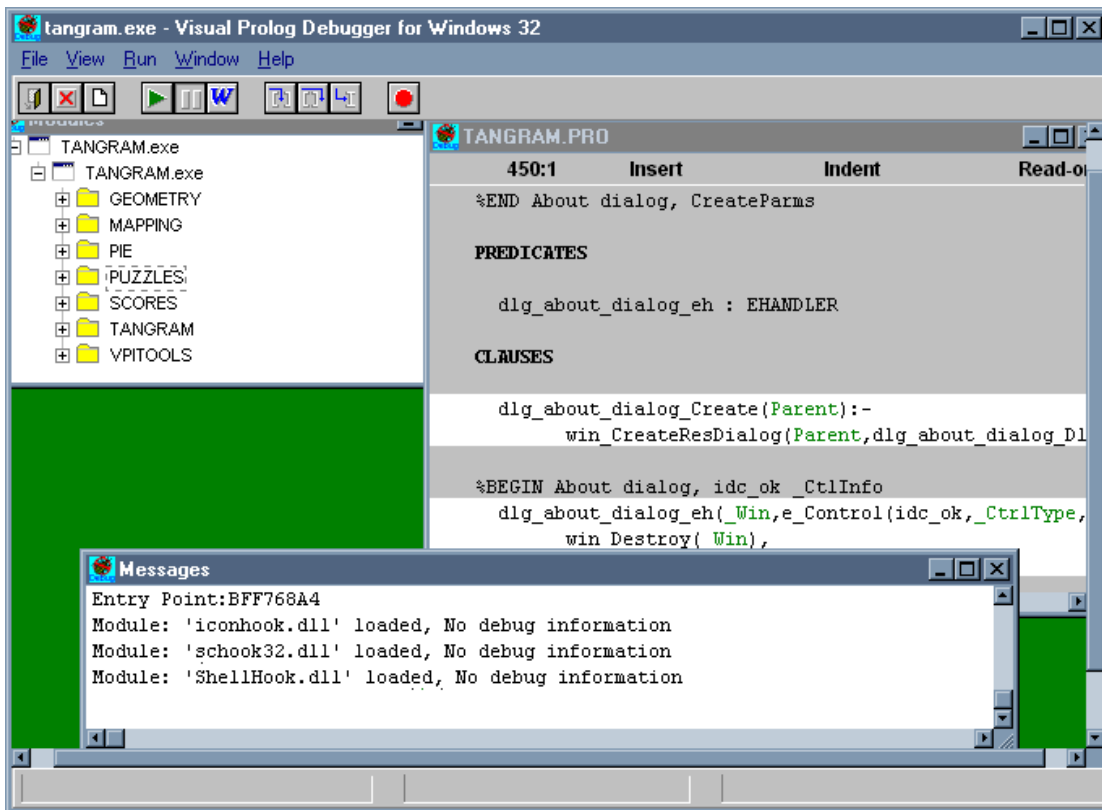 tangram.exe - Visual Prolog Debugger for Windows 32
File View Run Window Help
W
Modules
TANGRAM.exe
TANGRAM.exe
GEOMETRY
MAPPING
PIE
PUZZLES
SCORES
TANGRAM
VPITOOLS
TANGRAM.PRO
450:1 Insert Indent Read-o
%END About dialog, CreateParms
PREDICATES
dlg_about_dialog_eh : EHANDLER
CLAUSES
dlg_about_dialog_Create(Parent):-
win_CreateResDialog(Parent,dlg_about_dialog_Dl
%BEGIN About dialog, idc_ok _CtlInfo
dlg_about_dialog_eh(_Win,e_Control(idc_ok,_CtrlType,
win_Destroy(_Win),
Messages
Entry Point:BFF768A4
Module: 'iconhook.dll' loaded, No debug information
Module: 'schook32.dll' loaded, No debug information
Module: 'ShellHook.dll' loaded, No debug information